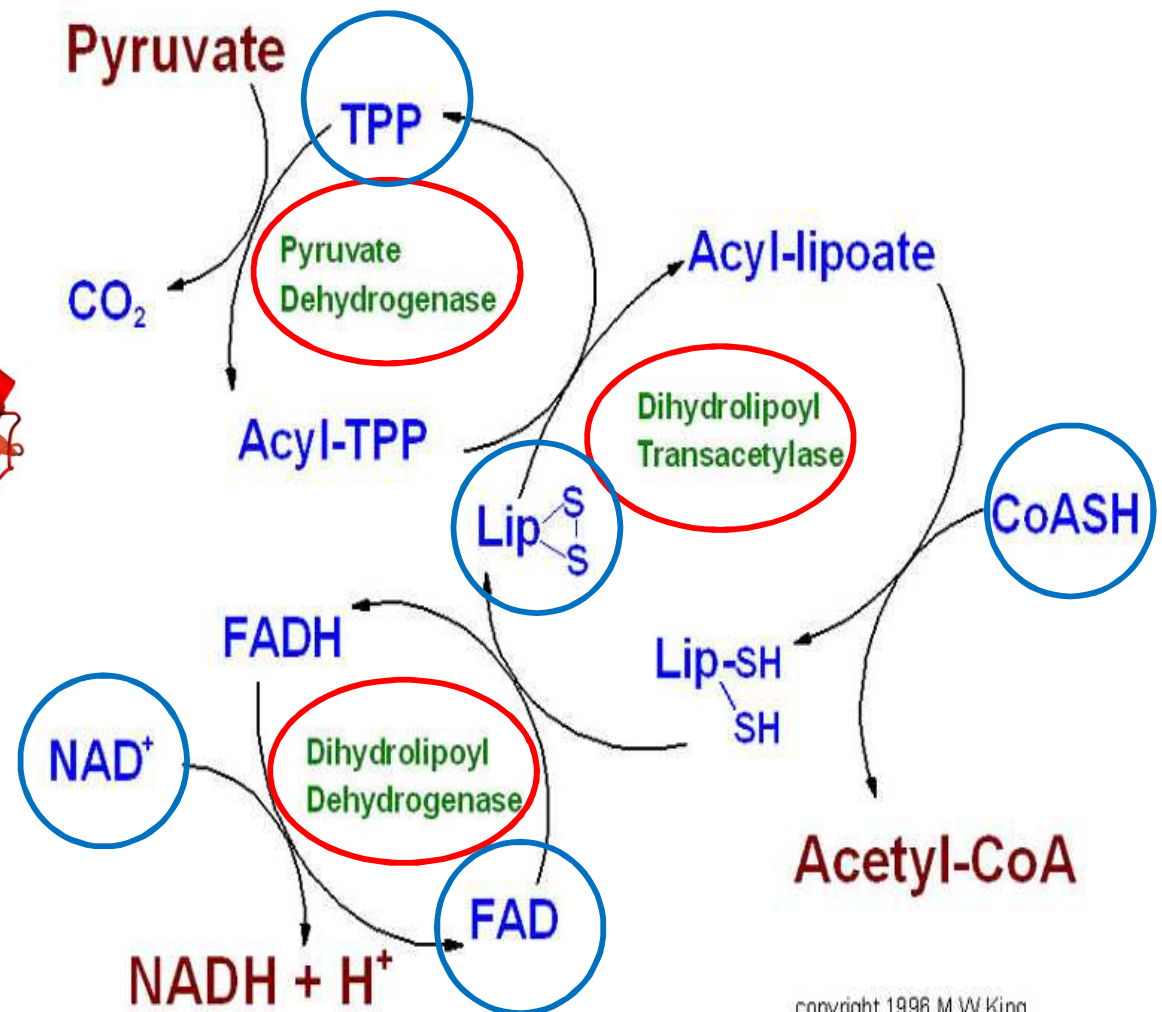 Pyruvate
TPP
Pyruvate
Dehydrogenase
CO₂
Acyl-lipoate
Acyl-TPP
Dihydrolipoyl
Transacetylase
Lip
S
S
CoASH
FADH
Lip-SH
SH
NAD⁺
Dihydrolipoyl
Dehydrogenase
FAD
Acetyl-CoA
NADH + H⁺
copyright 1996 M.W.King